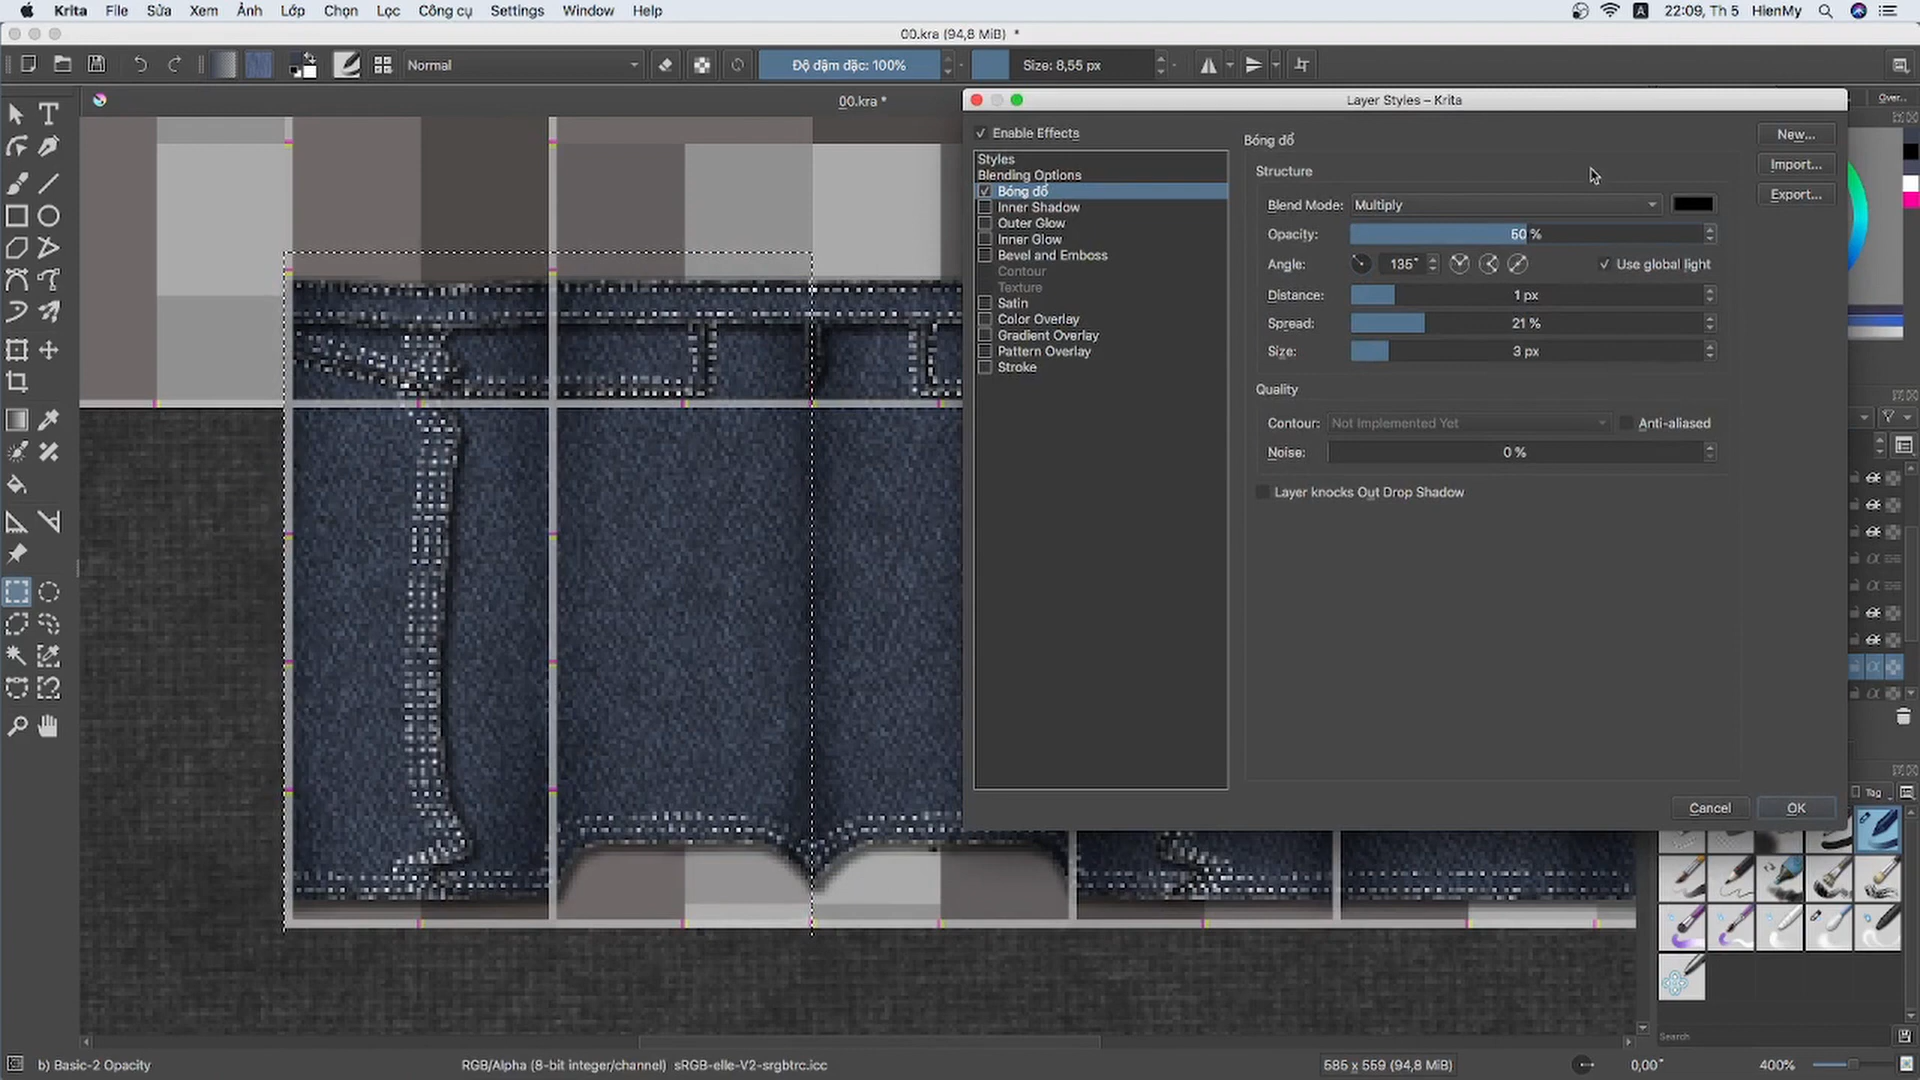 Krita File Sửa Xem Ảnh Lớp Chọn Lọc Công cụ Settings Window Help A 22:09, Th 5 HienMy
00.kra (94,8 MiB) *
Normal Độ đậm đặc: 100% Size: 8,55 px
00.kra *
Layer Styles – Krita
Over...
Enable Effects
Styles
Blending Options
Bóng đổ
Inner Shadow
Outer Glow
Inner Glow
Bevel and Emboss
Contour
Texture
Satin
Color Overlay
Gradient Overlay
Pattern Overlay
Stroke
Bóng đổ
Structure
Blend Mode: Multiply
Opacity: 50 %
Angle: 135° Use global light
Distance: 1 px
Spread: 21 %
Size: 3 px
Quality
Contour: Not Implemented Yet Anti-aliased
Noise: 0 %
Layer knocks Out Drop Shadow
New...
Import...
Export...
Cancel OK
Tag
Search
b) Basic-2 Opacity RGB/Alpha (8-bit integer/channel) sRGB-elle-V2-srgbtrc.icc 585 x 559 (94,8 MiB) 0,00° 400%